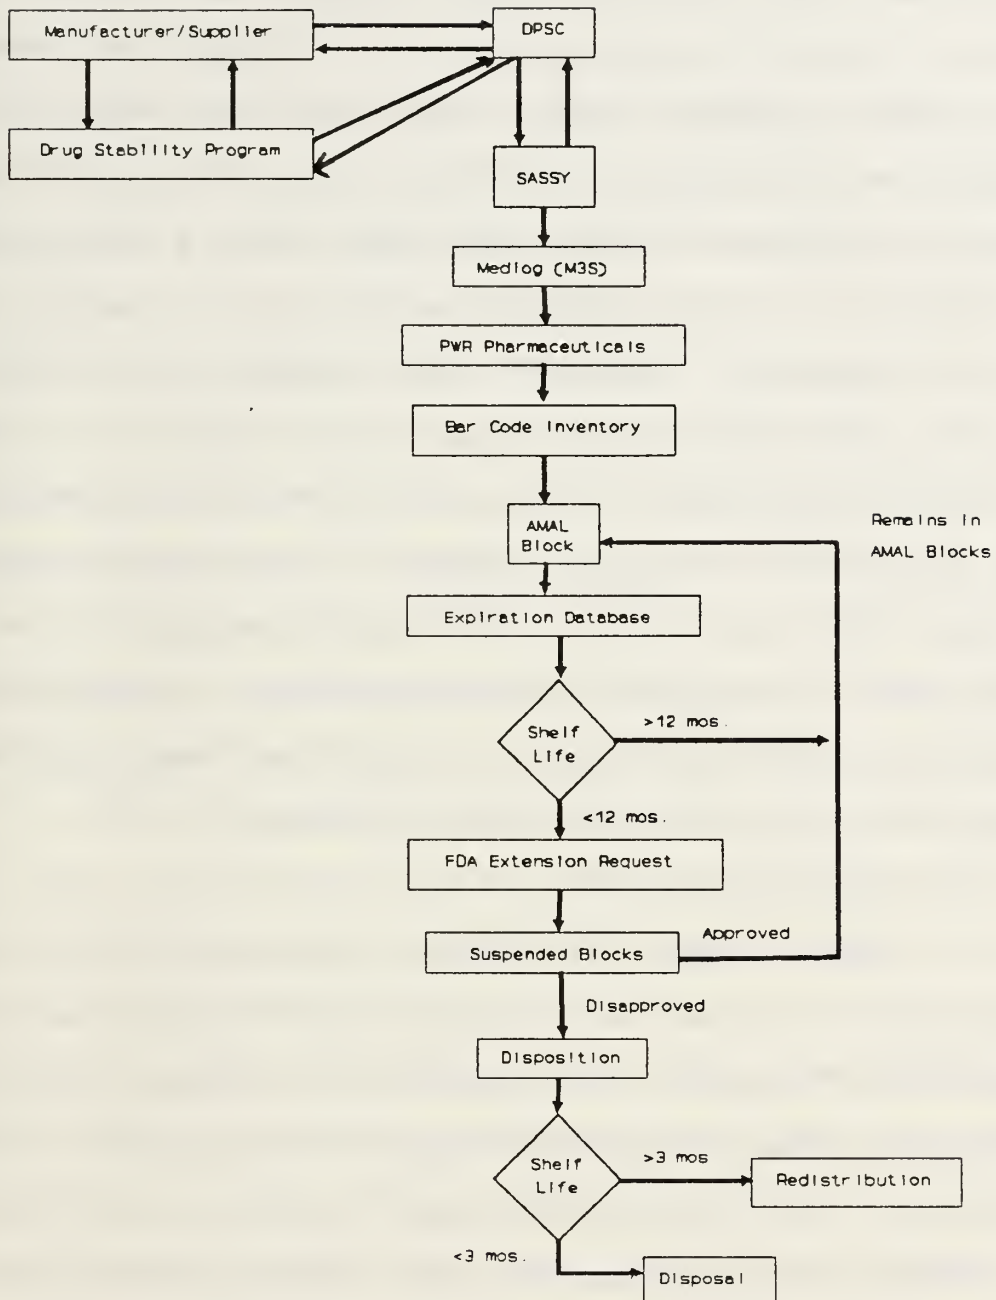 Manufacturer/Supplier
DPSC
Drug Stability Program
SASSY
Medlog (M3S)
PWR Pharmaceuticals
Bar Code Inventory
AMAL
Block
Remains in
AMAL Blocks
Expiration Database
Shelf
Life
>12 mos.
<12 mos.
FDA Extension Request
Suspended Blocks
Approved
Disapproved
Disposition
Shelf
Life
>3 mos
Redistribution
<3 mos.
Disposal